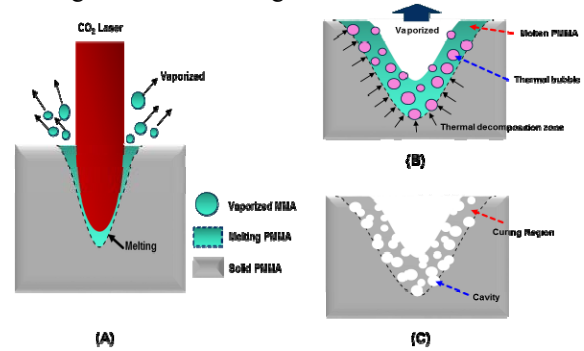 CO₂ Laser
Vaporized
Vaporized MMA
Melting PMMA
Solid PMMA
Melting
(A)
Vaporized
Molten PMMA
Thermal bubble
Thermal decomposition zone
(B)
Curing Region
Cavity
(C)